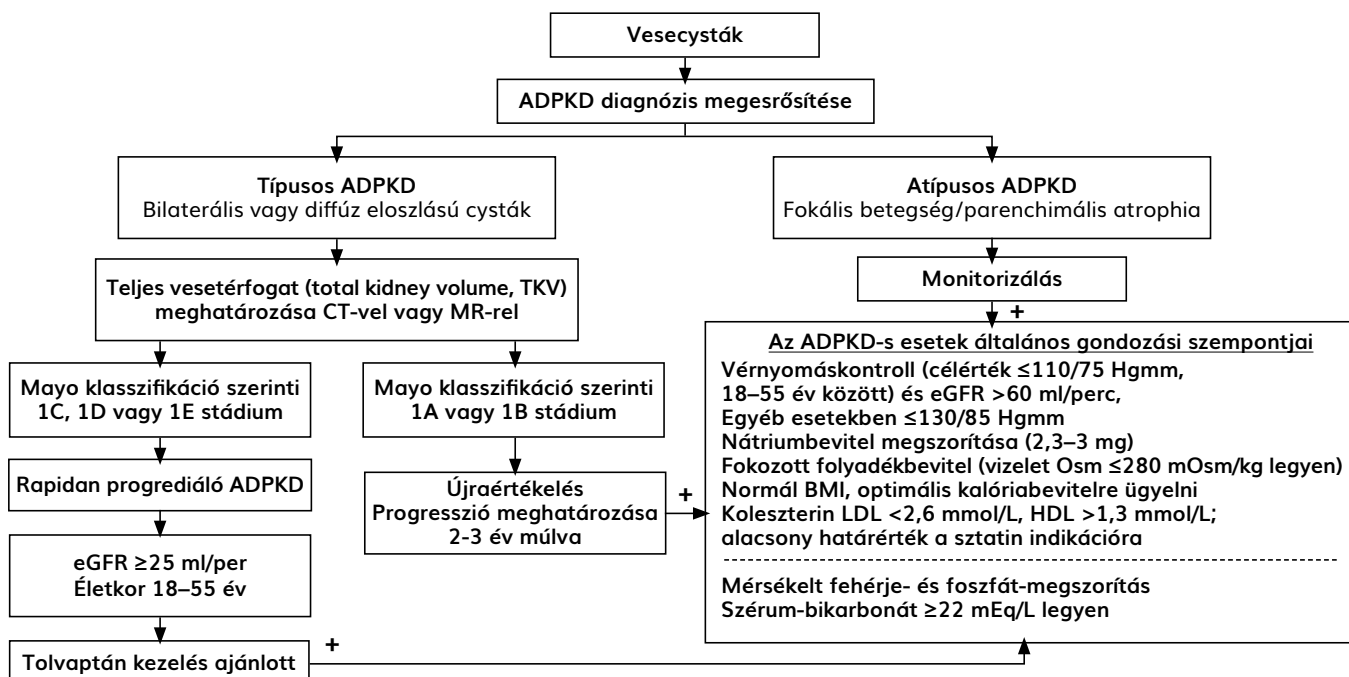 Vesecysták
ADPKD diagnózis megesrősítése
Típusos ADPKD
Bilaterális vagy diffúz eloszlású cysták
Atípusos ADPKD
Fokális betegség/parenchimális atrophia
Teljes vesetérfogat (total kidney volume, TKV)
meghatározása CT-vel vagy MR-rel
Monitorizálás
+
Mayo klasszifikáció szerinti
1C, 1D vagy 1E stádium
Mayo klasszifikáció szerinti
1A vagy 1B stádium
Rapidan progrediáló ADPKD
Újraértékelés
Progresszió meghatározása
2-3 év múlva
+
eGFR ≥25 ml/per
Életkor 18–55 év
Tolvaptán kezelés ajánlott
+
Az ADPKD-s esetek általános gondozási szempontjai
Vérnyomáskontroll (célérték ≤110/75 Hgmm,
18–55 év között) és eGFR >60 ml/perc,
Egyéb esetekben ≤130/85 Hgmm
Nátriumbevitel megszorítása (2,3–3 mg)
Fokozott folyadékbevitel (vizelet Osm ≤280 mOsm/kg legyen)
Normál BMI, optimális kalóriabevitelre ügyelni
Koleszterin LDL <2,6 mmol/L, HDL >1,3 mmol/L;
alacsony határérték a sztatin indikációra
Mérsékelt fehérje- és foszfát-megszorítás
Szérum-bikarbonát ≥22 mEq/L legyen